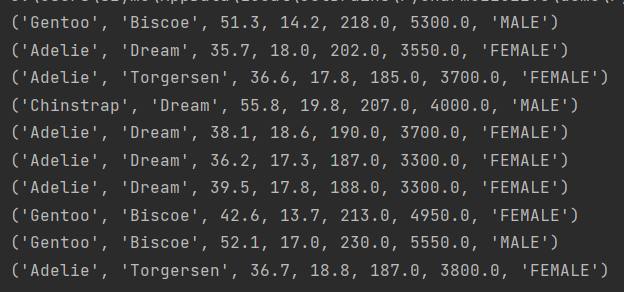 ('Gentoo', 'Biscoe', 51.3, 14.2, 218.0, 5300.0, 'MALE')
('Adelie', 'Dream', 35.7, 18.0, 202.0, 3550.0, 'FEMALE')
('Adelie', 'Torgersen', 36.6, 17.8, 185.0, 3700.0, 'FEMALE')
('Chinstrap', 'Dream', 55.8, 19.8, 207.0, 4000.0, 'MALE')
('Adelie', 'Dream', 38.1, 18.6, 190.0, 3700.0, 'FEMALE')
('Adelie', 'Dream', 36.2, 17.3, 187.0, 3300.0, 'FEMALE')
('Adelie', 'Dream', 39.5, 17.8, 188.0, 3300.0, 'FEMALE')
('Gentoo', 'Biscoe', 42.6, 13.7, 213.0, 4950.0, 'FEMALE')
('Gentoo', 'Biscoe', 52.1, 17.0, 230.0, 5550.0, 'MALE')
('Adelie', 'Torgersen', 36.7, 18.8, 187.0, 3800.0, 'FEMALE')